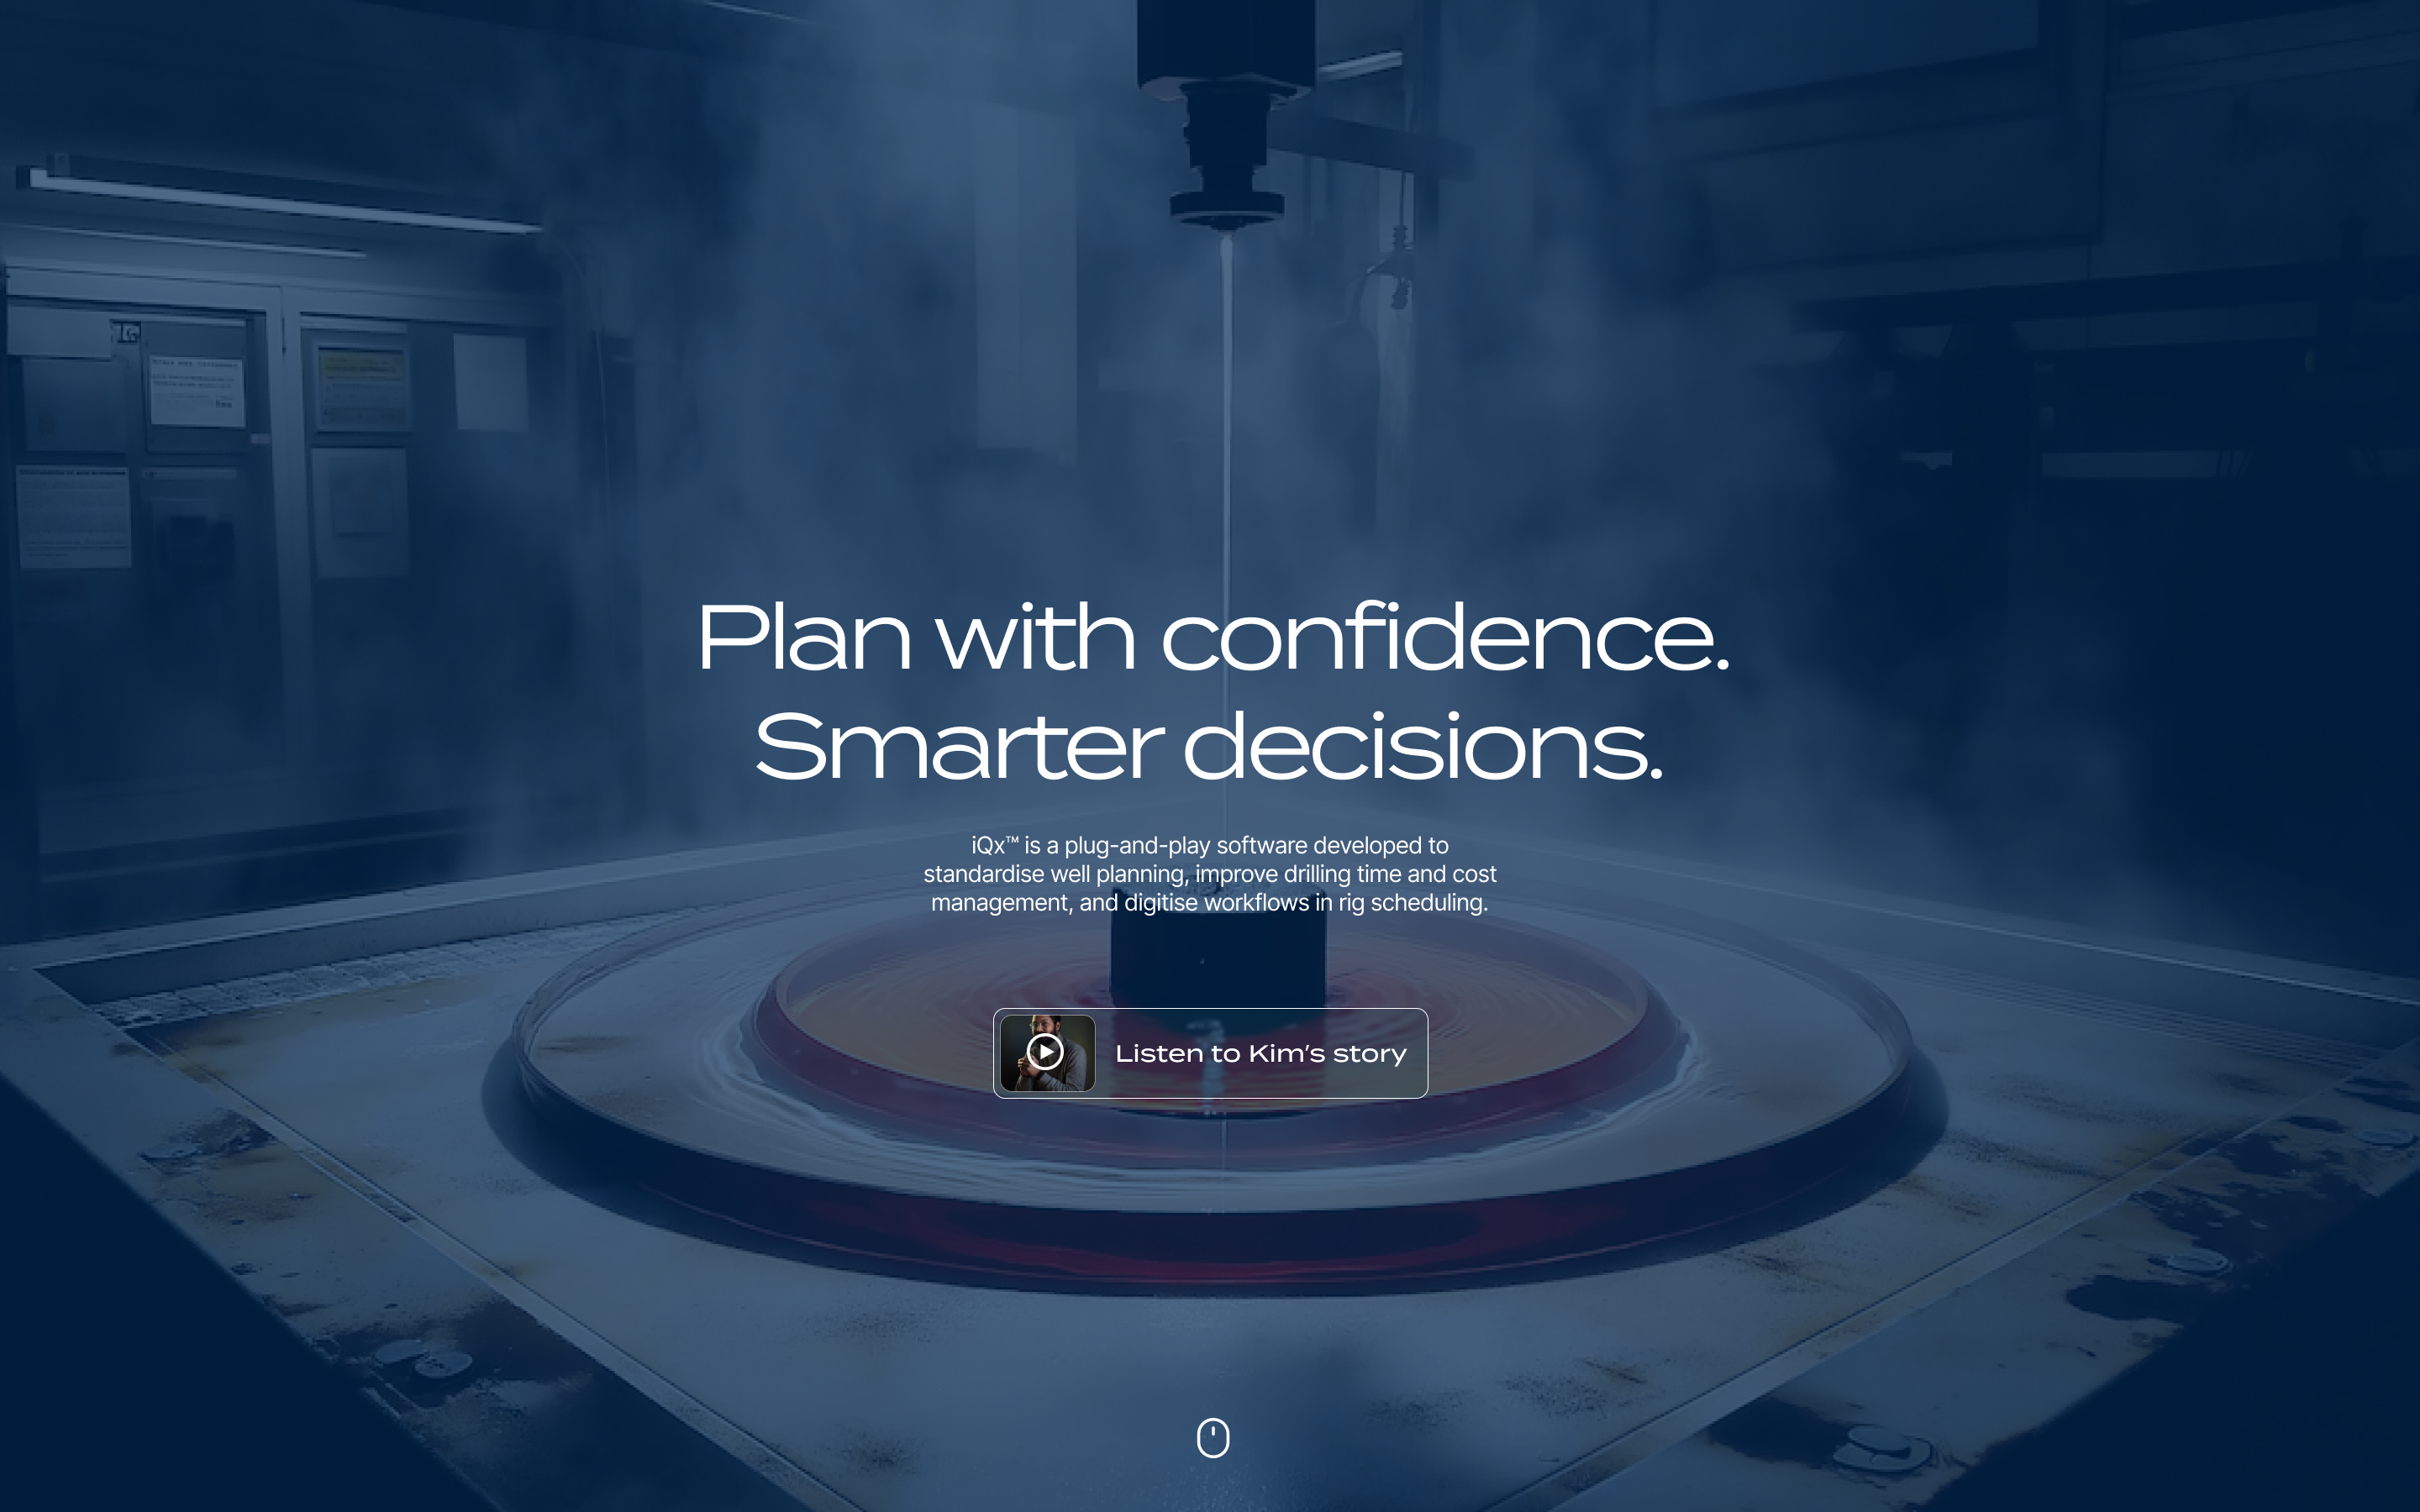 Plan with confidence.
Smarter decisions.
iQx™ is a plug-and-play software developed to
standardise well planning, improve drilling time and cost
management, and digitise workflows in rig scheduling.
Listen to Kim's story